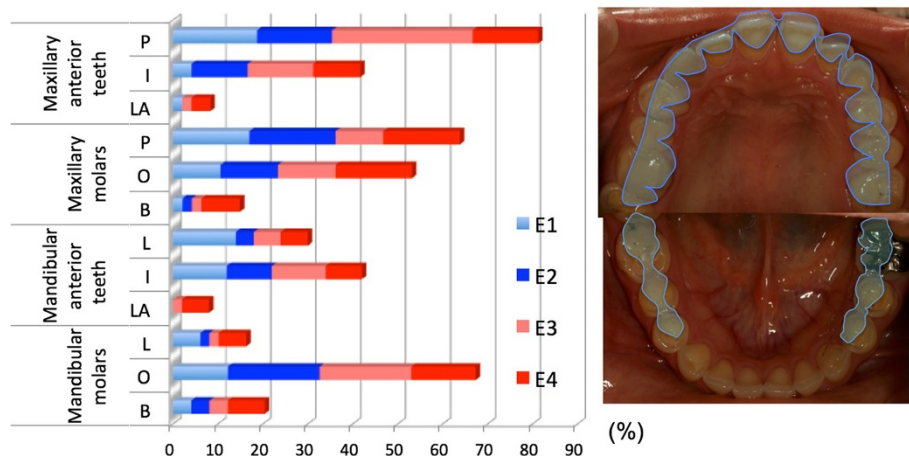 Maxillary
anterior
teeth
P
I
LA
Maxillary
molars
P
O
B
Mandibular
anterior
teeth
L
I
LA
Mandibular
molars
L
O
B
0 10 20 30 40 50 60 70 80 90
E1
E2
E3
E4
(%)